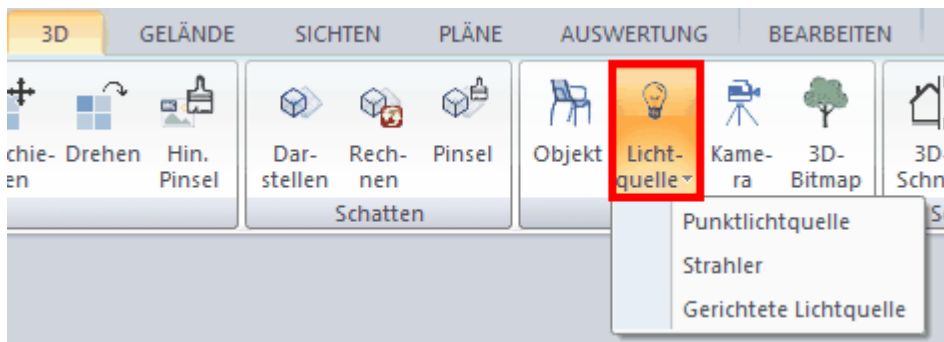 3D GELÄNDE SICHTEN PLÄNE AUSWERTUNG BEARBEITEN
chie- Drehen Hin. Dar- Rech- Pinsel Objekt Licht- Kame- 3D- 3D-
en Pinsel stellen nen quelle ra Bitmap Schn
Schatten S
Punktlichtquelle
Strahler
Gerichtete Lichtquelle